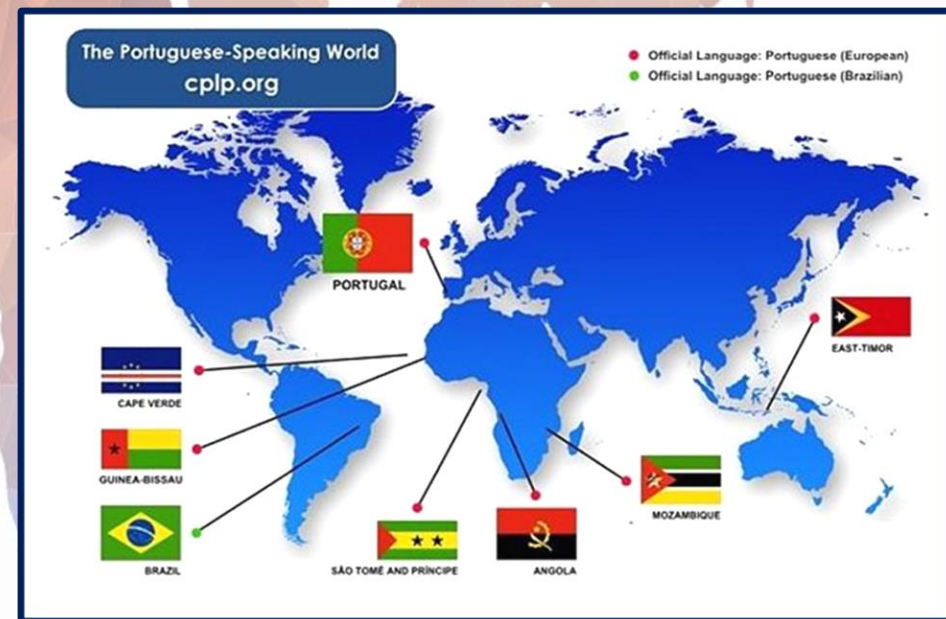 The Portuguese-Speaking World
cplp.org
Official Language: Portuguese (European)
Official Language: Portuguese (Brazilian)
PORTUGAL
EAST-TIMOR
CAPE VERDE
GUINEA-BISSAU
MOZAMBIQUE
BRAZIL
SÃO TOMÉ AND PRÍNCIPE
ANGOLA